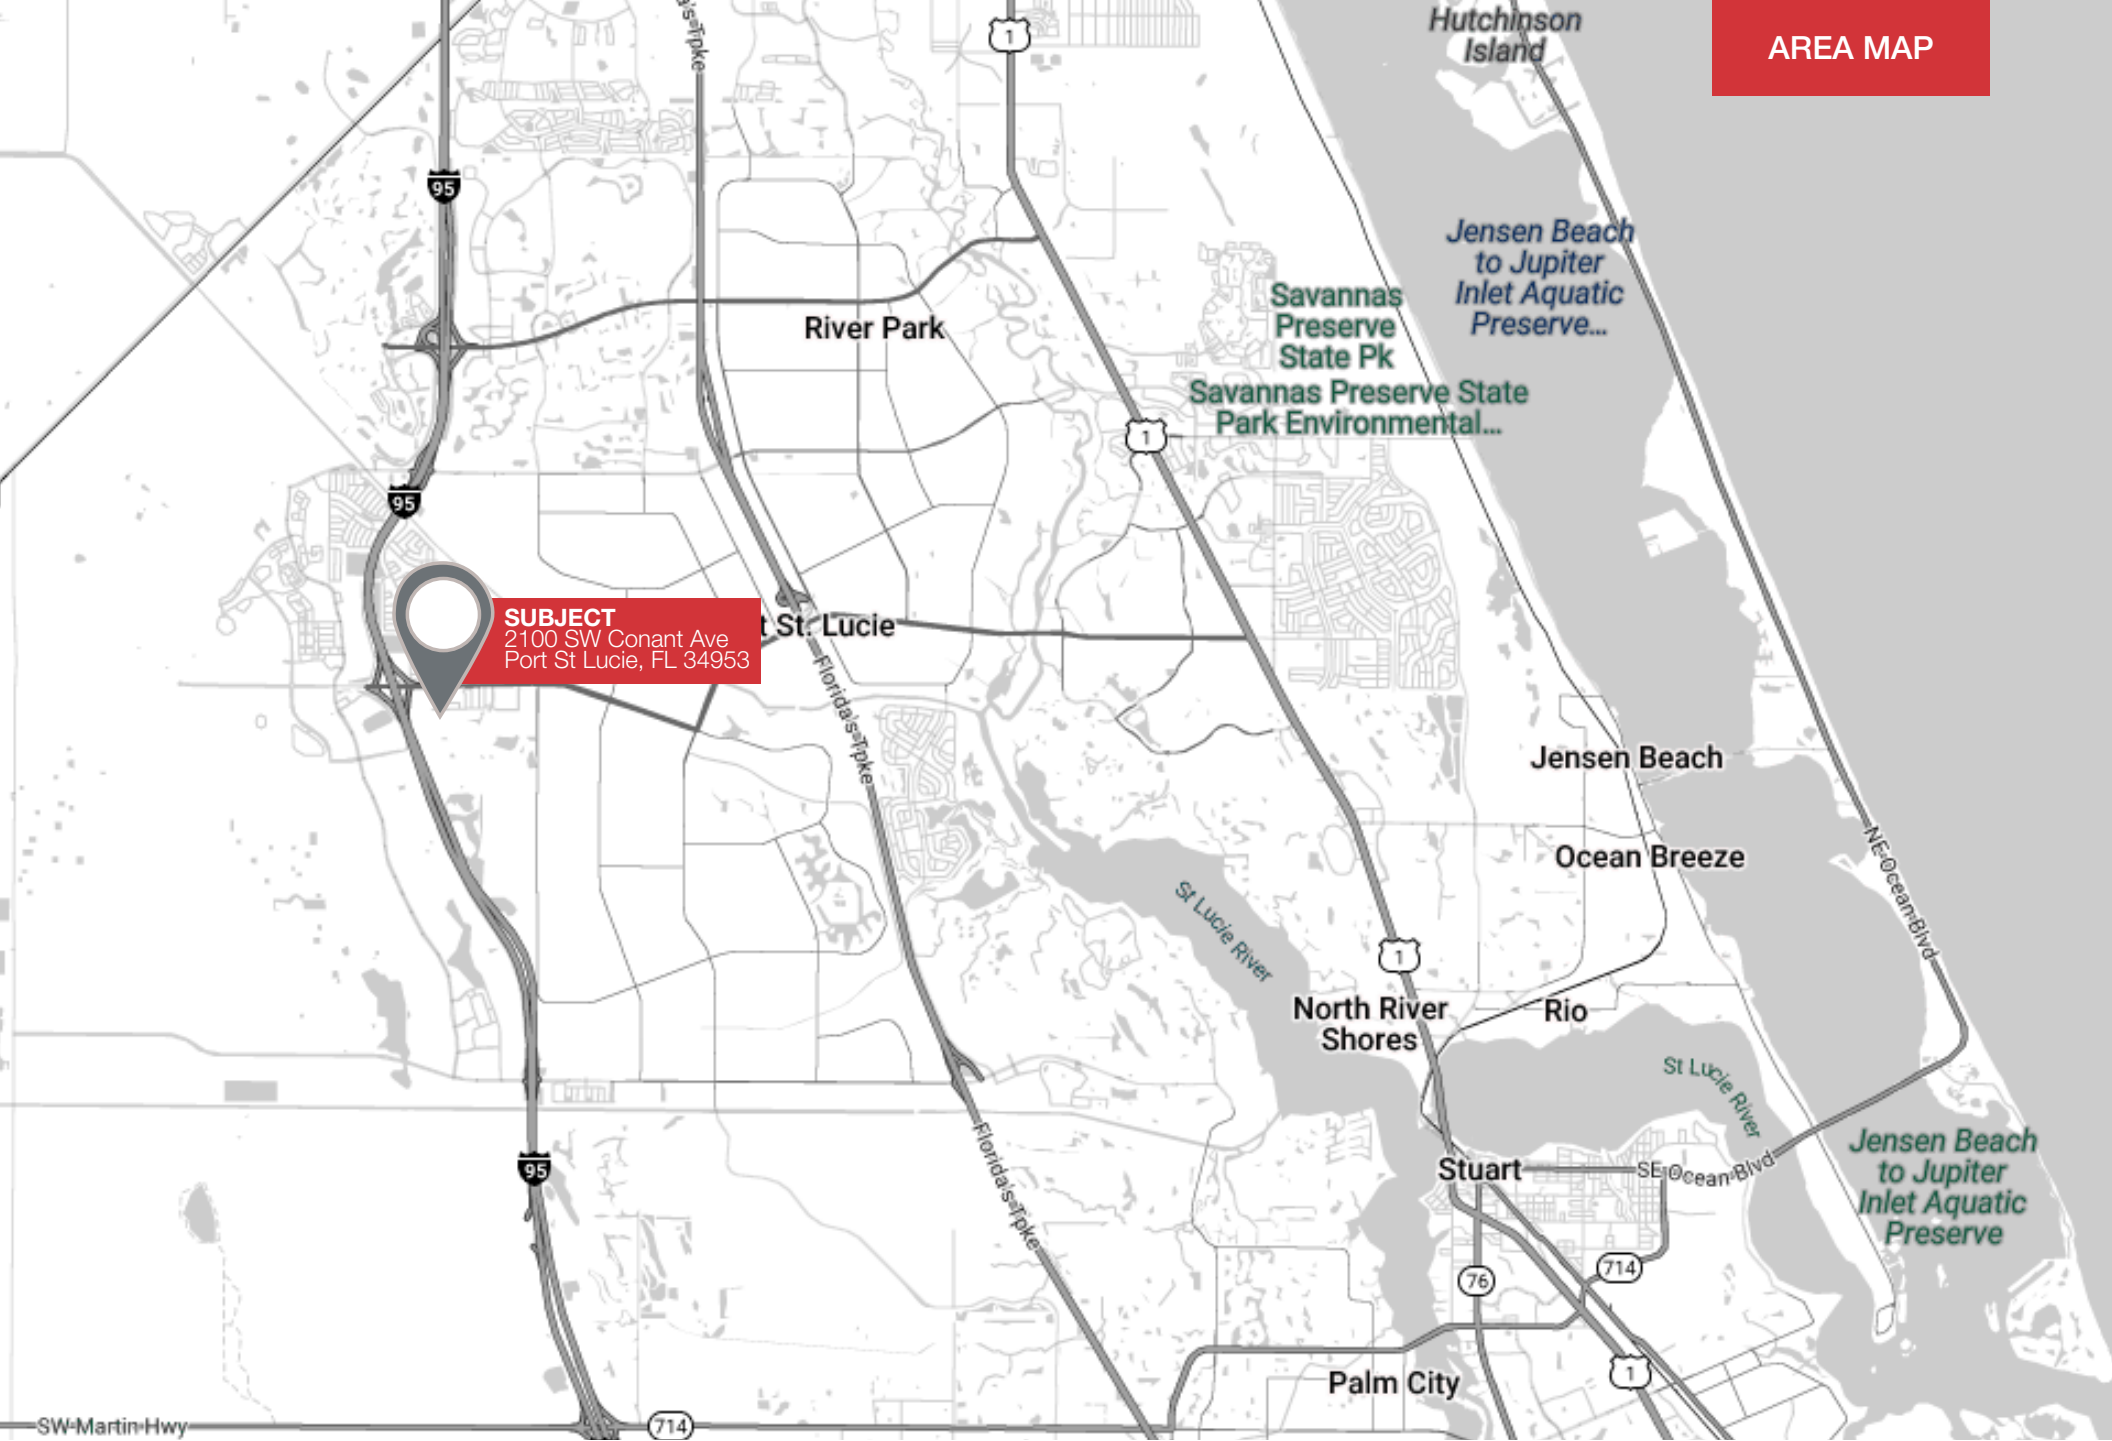 Hutchinson
Island
AREA MAP
a's Tpke
1
95
Jensen Beach
to Jupiter
Inlet Aquatic
Preserve...
Savannas
Preserve
State Pk
River Park
Savannas Preserve State
Park Environmental...
1
95
SUBJECT
2100 SW Conant Ave
Port St Lucie, FL 34953
t St. Lucie
Florida's Tpke
Jensen Beach
Ocean Breeze
NE Ocean Blvd
St Lucie River
1
North River
Shores
Rio
St Lucie River
Florida's Tpke
95
Stuart
SE Ocean Blvd
Jensen Beach
to Jupiter
Inlet Aquatic
Preserve
714
76
1
Palm City
SW Martin Hwy
714